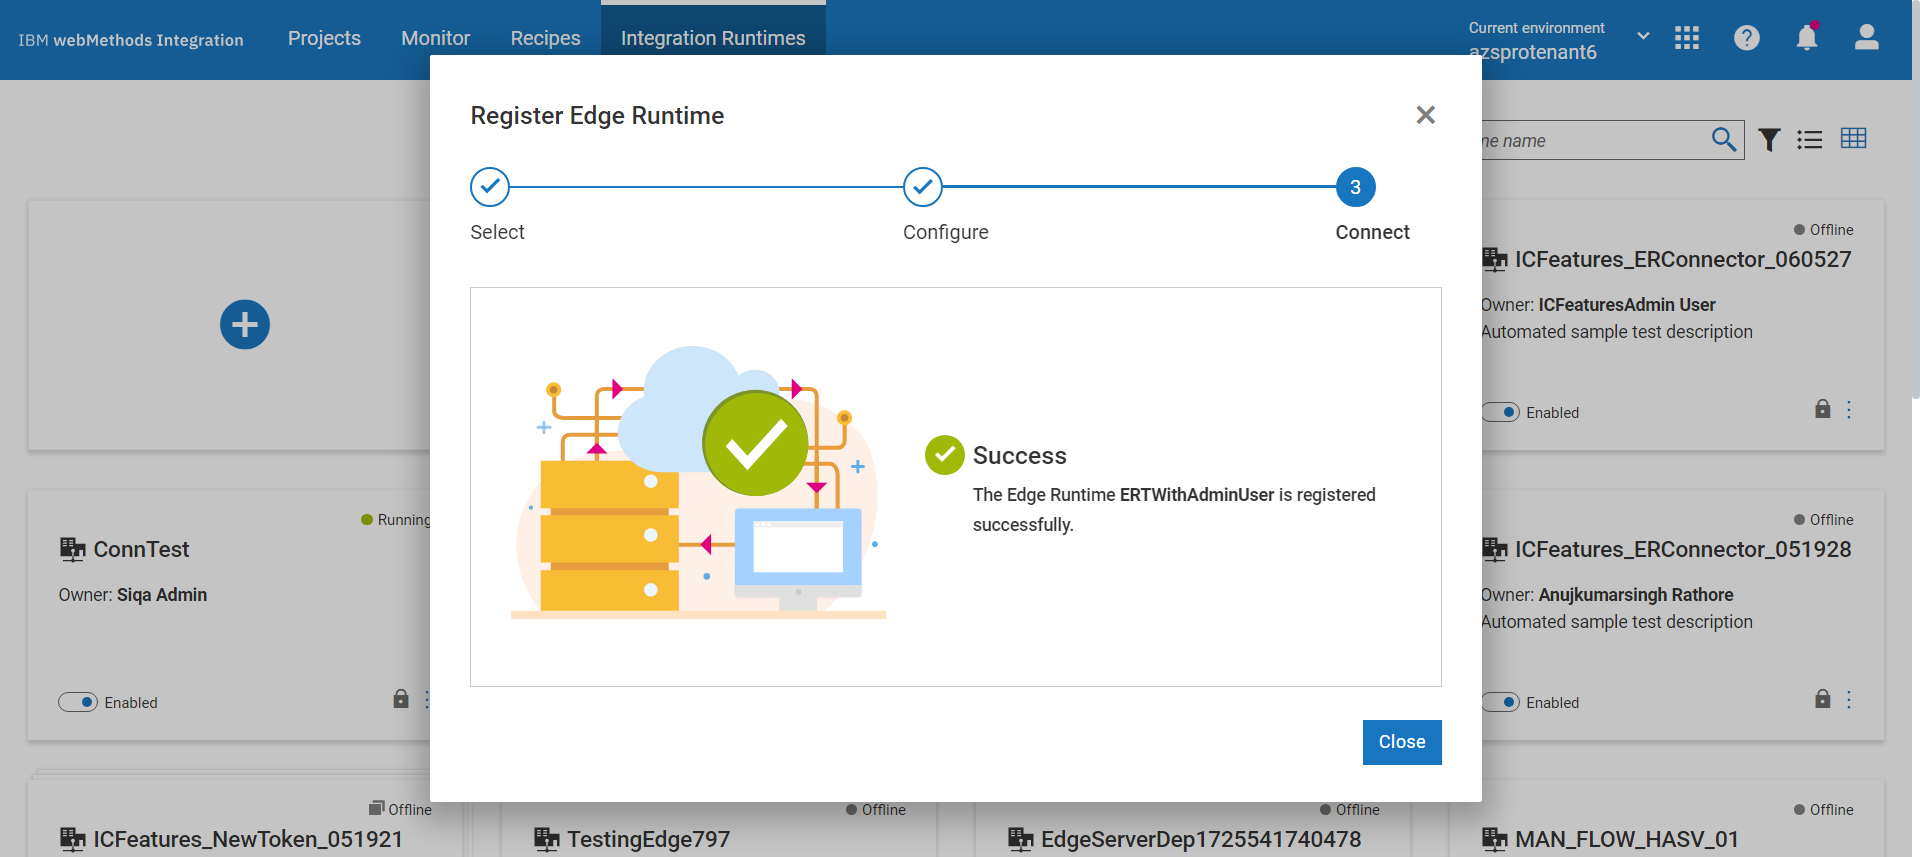 IBM webMethods Integration
Projects
Monitor
Recipes
Integration Runtimes
Current environment
azsprotenant6
Register Edge Runtime
Select
Configure
3
Connect
Success
The Edge Runtime ERTWithAdminUser is registered
successfully.
Close
name
Offline
ICFeatures_ERConnector_060527
Owner: ICFeaturesAdmin User
Automated sample test description
Enabled
Running
ConnTest
Owner: Siqa Admin
Enabled
Offline
ICFeatures_ERConnector_051928
Owner: Anujkumarsingh Rathore
Automated sample test description
Enabled
Offline
ICFeatures_NewToken_051921
Offline
TestingEdge797
Offline
EdgeServerDep1725541740478
Offline
MAN_FLOW_HASV_01